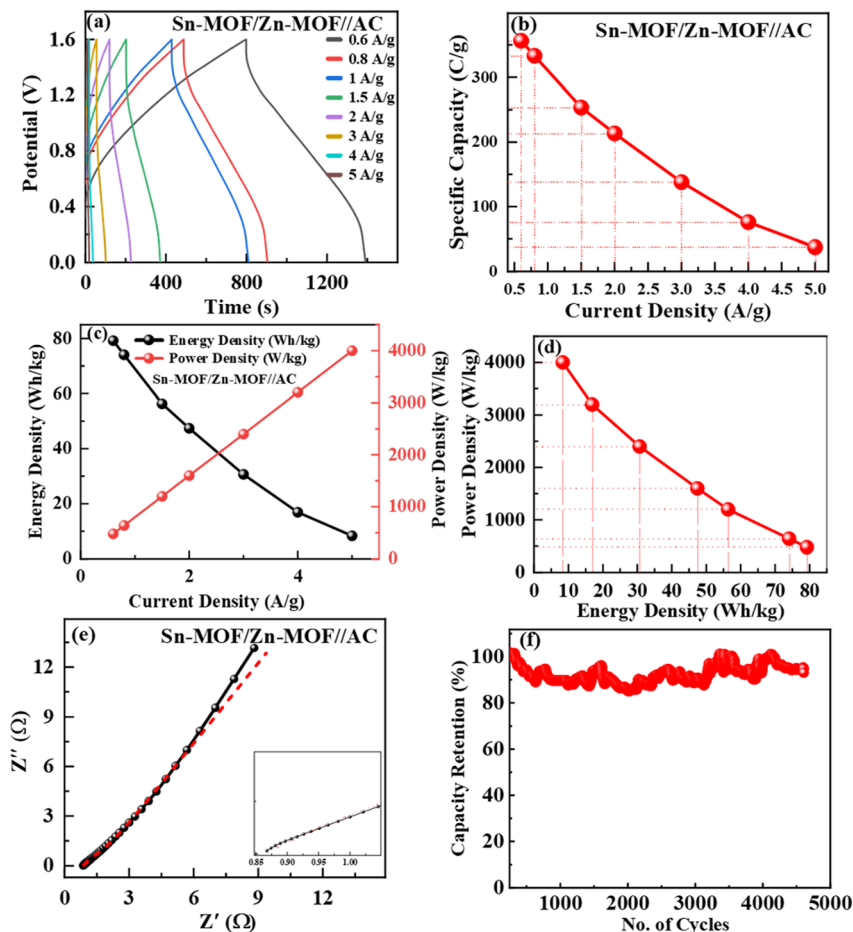 (a)
Sn-MOF/Zn-MOF//AC
0.6 A/g
0.8 A/g
1 A/g
1.5 A/g
2 A/g
3 A/g
4 A/g
5 A/g
1.6
1.2
0.8
0.4
0.0
Potential (V)
0 400 800 1200
Time (s)
(b)
Sn-MOF/Zn-MOF//AC
300
200
100
0
Specific Capacity (C/g)
0.5 1.0 1.5 2.0 2.5 3.0 3.5 4.0 4.5 5.0
Current Density (A/g)
(c)
Energy Density (Wh/kg)
Power Density (W/kg)
Sn-MOF/Zn-MOF//AC
80
60
40
20
0
Energy Density (Wh/kg)
4000
3000
2000
1000
0
Power Density (W/kg)
0 2 4
Current Density (A/g)
(d)
4000
3000
2000
1000
0
Power Density (W/kg)
0 10 20 30 40 50 60 70 80
Energy Density (Wh/kg)
(e)
Sn-MOF/Zn-MOF//AC
12
9
6
3
0
Z'' (Ω)
0.85 0.90 0.95 1.00
0 3 6 9 12
Z' (Ω)
(f)
100
80
60
40
20
0
Capacity Retention (%)
1000 2000 3000 4000 5000
No. of Cycles